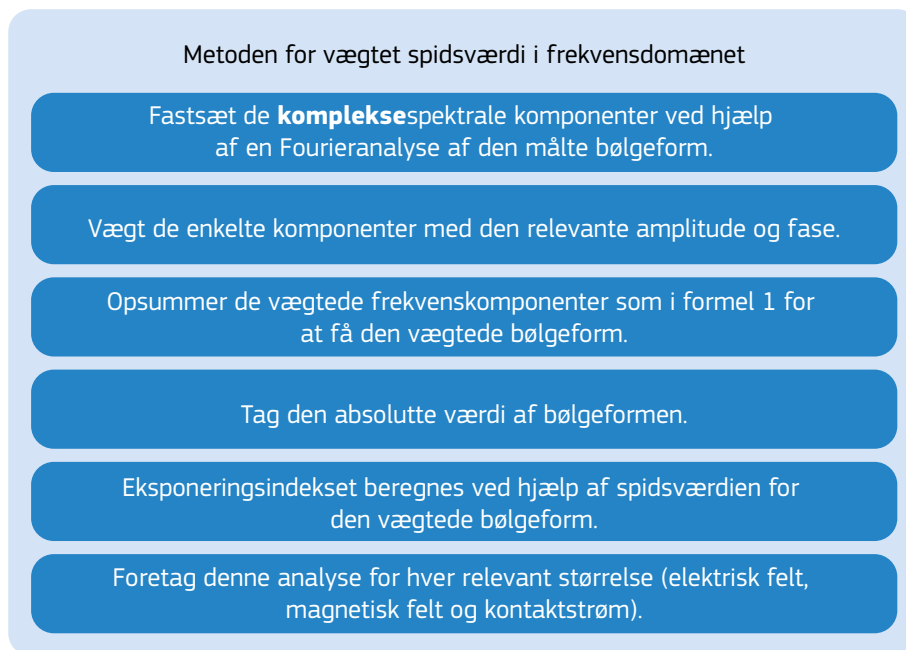 Metoden for vægtet spidsværdi i frekvensdomænet
Fastsæt de kompleksespektrale komponenter ved hjælp
af en Fourieranalyse af den målte bølgeform.
Vægt de enkelte komponenter med den relevante amplitude og fase.
Opsummer de vægtede frekvenskomponenter som i formel 1 for
at få den vægtede bølgeform.
Tag den absolutte værdi af bølgeformen.
Eksponeringsindekset beregnes ved hjælp af spidsværdien for
den vægtede bølgeform.
Foretag denne analyse for hver relevant størrelse (elektrisk felt,
magnetisk felt og kontaktstrøm).